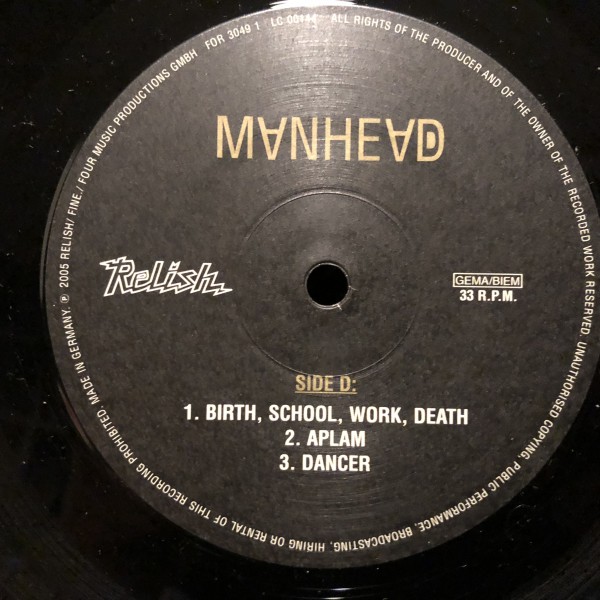 MANHEAD
Relish
GEMA/BIEM
33 R.P.M.
SIDE D:
1. BIRTH, SCHOOL, WORK, DEATH
2. APLAM
3. DANCER
MADE IN GERMANY. ℗ 2005 RELISH/ FINE./ FOUR MUSIC PRODUCTIONS GMBH FOR 3049 1 LC ALL RIGHTS OF THE PRODUCER AND OF THE OWNER OF THE RECORDED WORK RESERVED. UNAUTHORISED COPYING, PUBLIC PERFORMANCE, BROADCASTING, HIRING OR RENTAL OF THIS RECORDING PROHIBITED.